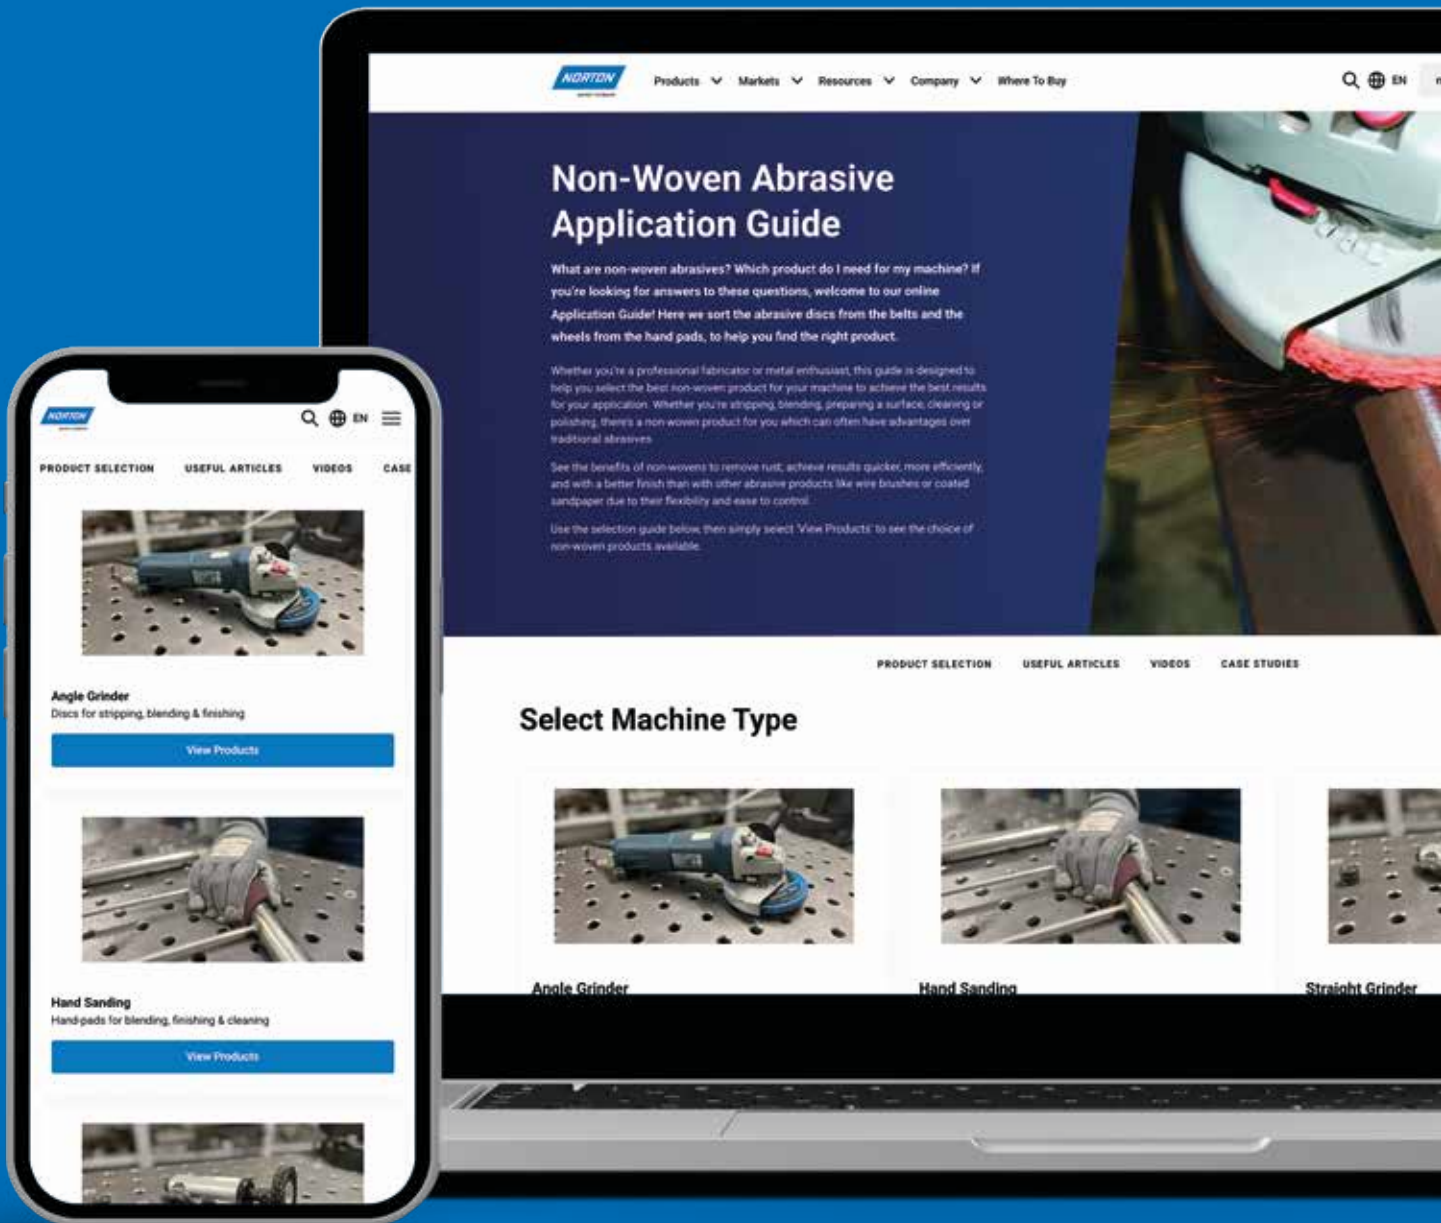 NORTON
EN
PRODUCT SELECTION USEFUL ARTICLES VIDEOS CASE
Angle Grinder
Discs for stripping, blending & finishing
View Products
Hand Sanding
Hand-pads for blending, finishing & cleaning
View Products
NORTON
Products Markets Resources Company Where To Buy
EN
Non-Woven Abrasive
Application Guide
What are non-woven abrasives? Which product do I need for my machine? If
you're looking for answers to these questions, welcome to our online
Application Guide! Here we sort the abrasive discs from the belts and the
wheels from the hand pads, to help you find the right product.
Whether you're a professional fabricator or metal enthusiast, this guide is designed to
help you select the best non-woven product for your machine to achieve the best results
for your application. Whether you're stripping, blending, preparing a surface, cleaning or
polishing, there's a non-woven product for you which can often have advantages over
traditional abrasives
See the benefits of non-wovens to remove rust, achieve results quicker, more efficiently,
and with a better finish than with other abrasive products like wire brushes or coated
sandpaper due to their flexibility and ease to control.
Use the selection guide below, then simply select 'View Products' to see the choice of
non-woven products available.
PRODUCT SELECTION USEFUL ARTICLES VIDEOS CASE STUDIES
Select Machine Type
Angle Grinder
Hand Sanding
Straight Grinder